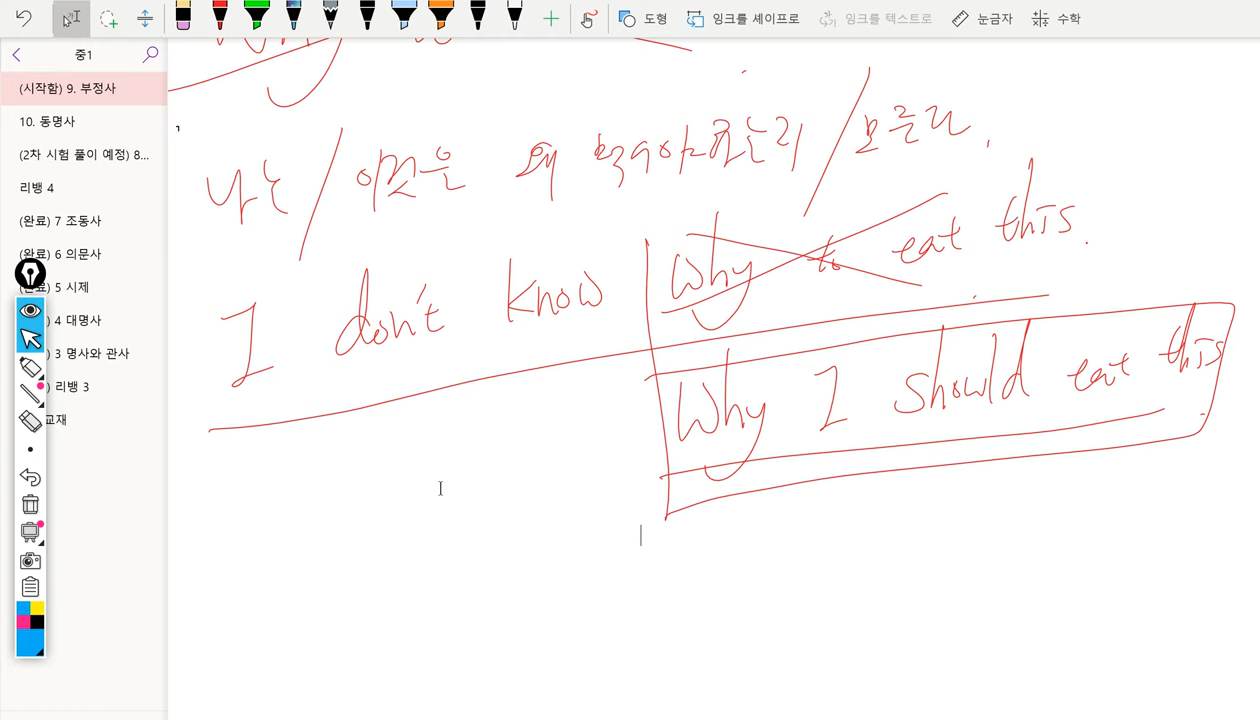 도형
잉크를 셰이프로
잉크를 텍스트로
눈금자
수학
중1
(시작함) 9. 부정사
10. 동명사
(2차 시험 풀이 예정) 8...
리뱅 4
(완료) 7 조동사
(완료) 6 의문사
5 시제
) 4 대명사
) 3 명사와 관사
) 리뱅 3
교재
Why to
나는 / 이것을 왜 먹어야 하는지 / 모른다.
I don't know Why to eat this.
Why I should eat this